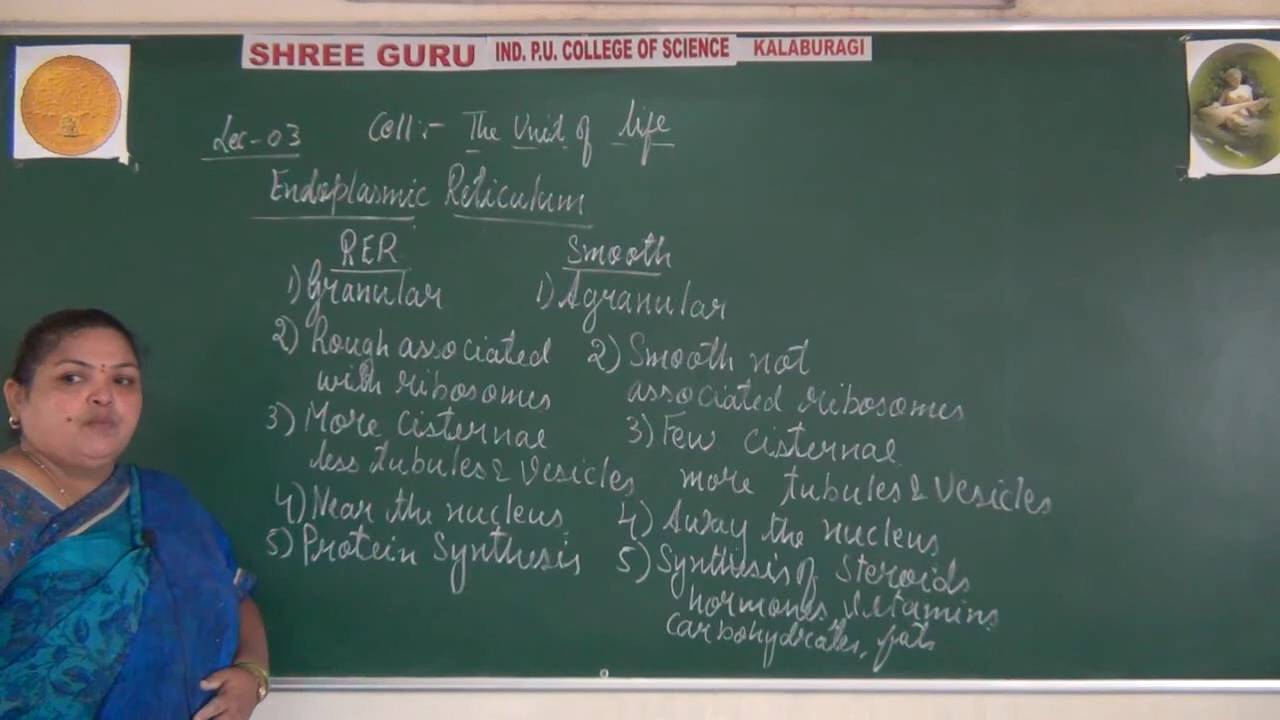 SHREE GURU IND. P.U. COLLEGE OF SCIENCE KALABURAGI
Lec-03 Cell:- The Unit of life
Endoplasmic Reticulum
RER
1) Granular
2) Rough associated
with ribosomes
3) More Cisternae
less tubules & Vesicles
4) Near the nucleus
5) Protein Synthesis
Smooth
1) Agranular
2) Smooth not
associated ribosomes
3) Few Cisternae
more tubules & Vesicles
4) Away the nucleus
5) Synthesis of Steroids
hormones, vitamins
carbohydrates, fats